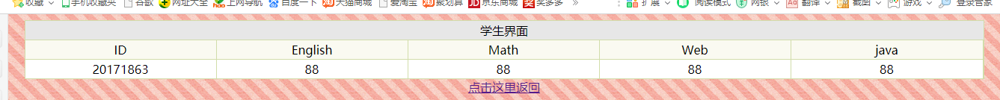 收藏 手机收藏夹 谷歌 网址大全 上网导航 百度一下 天猫商城 爱淘宝 聚划算 京东商城 奖多多 » 扩展 阅读模式 网银 翻译 截图 游戏 登录管家
学生界面
ID English Math Web java
20171863 88 88 88 88
点击这里返回